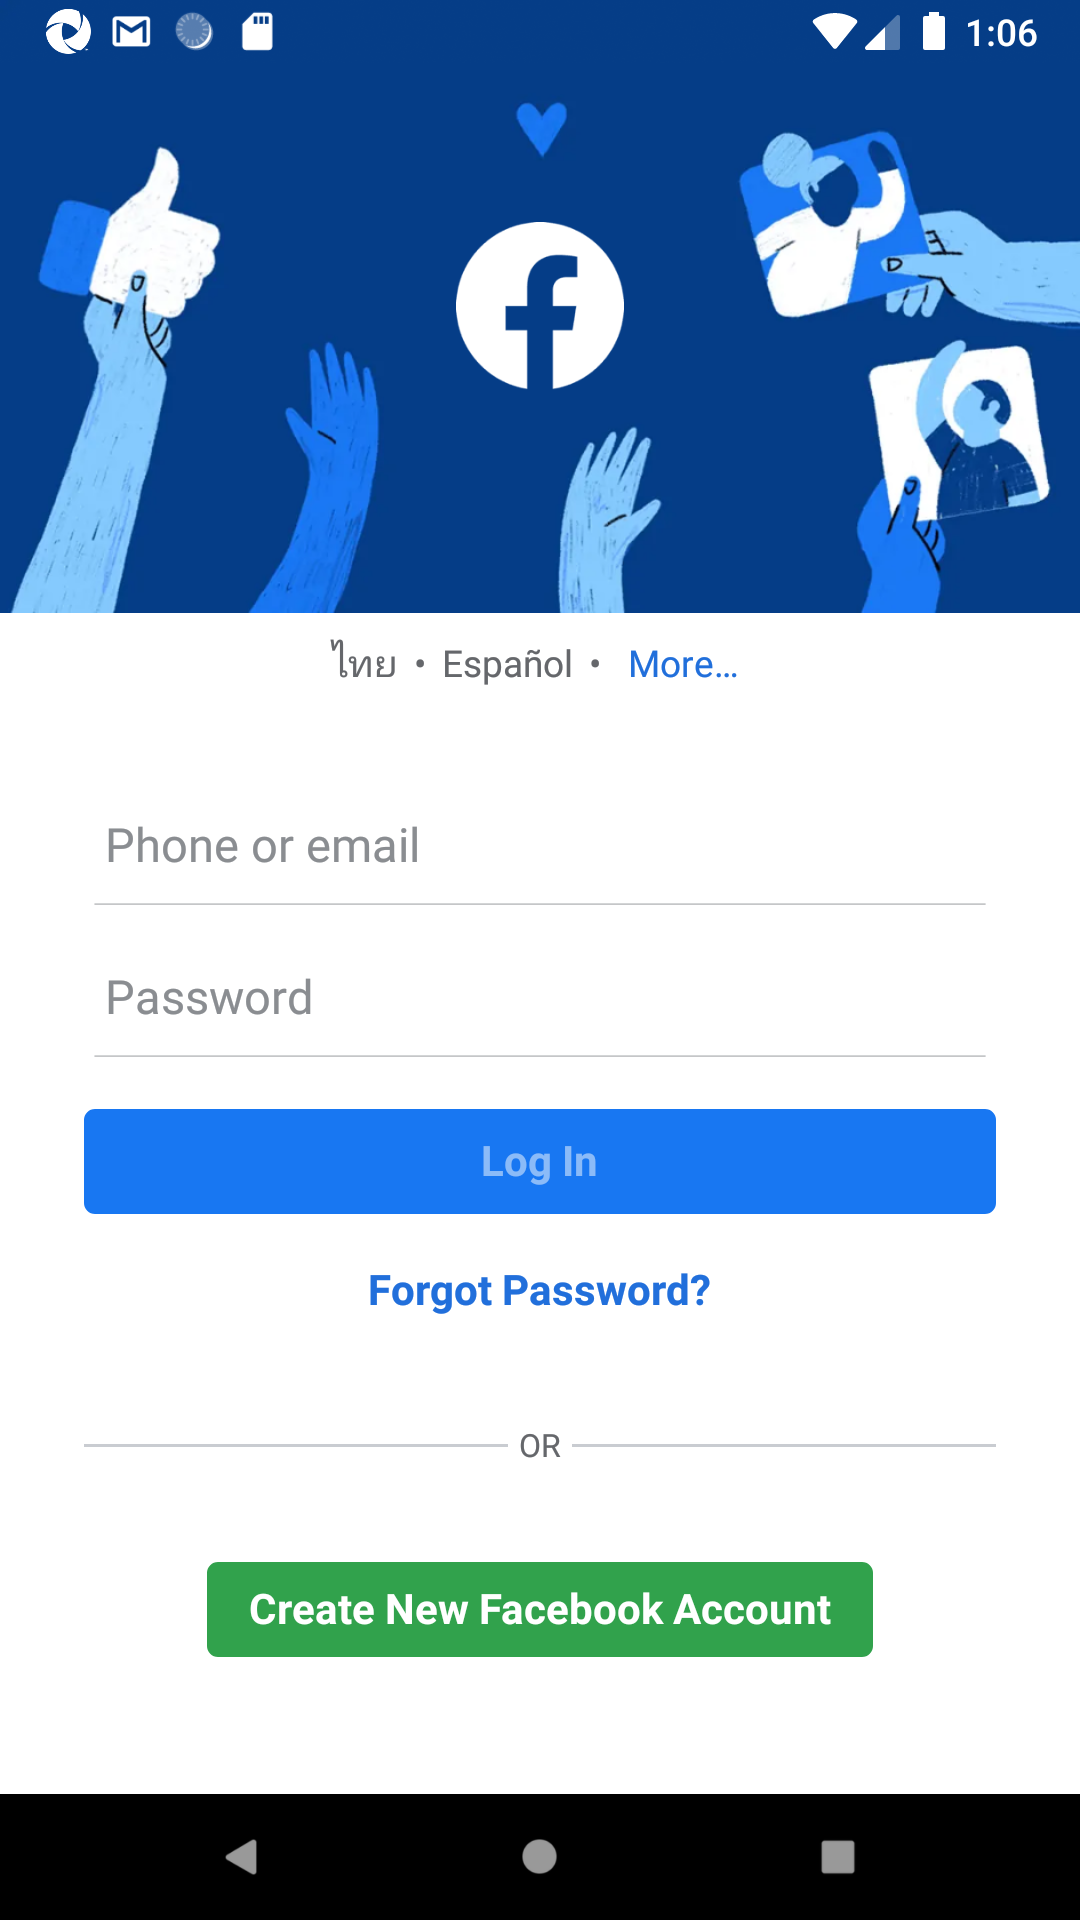 1:06
ไทย • Español • More...
Phone or email
Password
Log In
Forgot Password?
OR
Create New Facebook Account